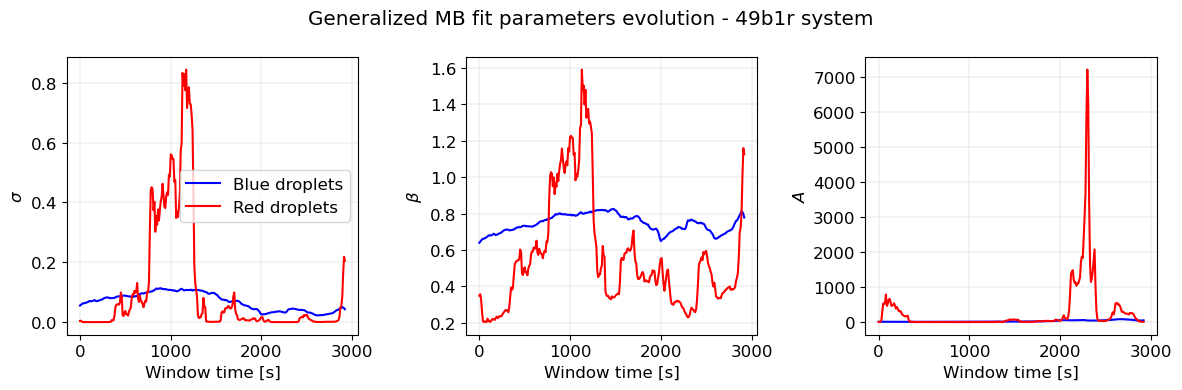 Generalized MB fit parameters evolution - 49b1r system
σ
0.8
0.6
0.4
0.2
0.0
Blue droplets
Red droplets
0 1000 2000 3000
Window time [s]
β
1.6
1.4
1.2
1.0
0.8
0.6
0.4
0.2
0 1000 2000 3000
Window time [s]
A
7000
6000
5000
4000
3000
2000
1000
0
0 1000 2000 3000
Window time [s]